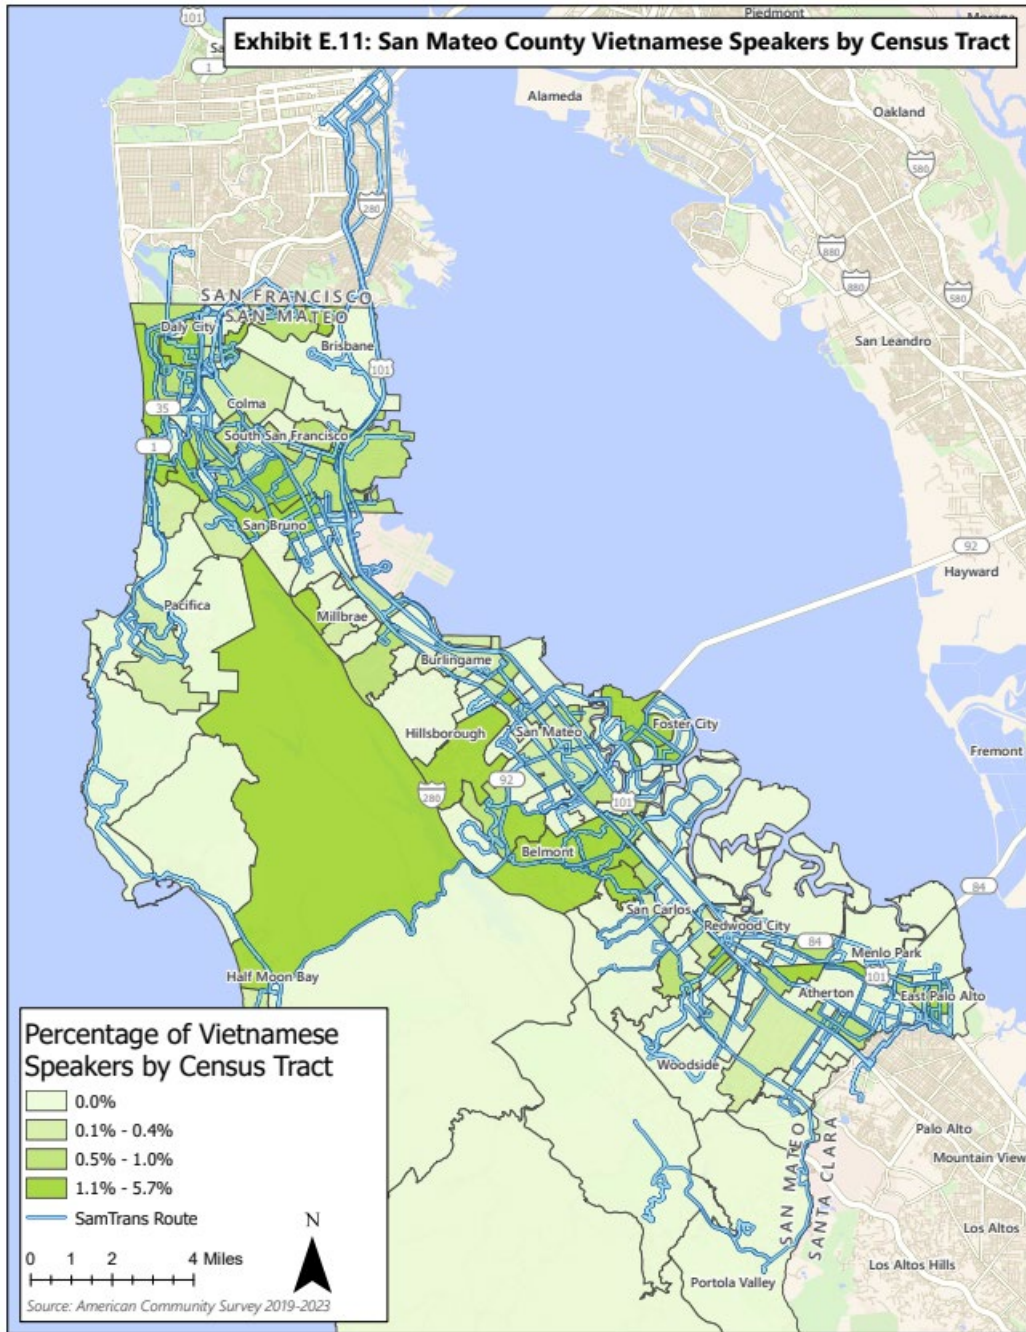 Exhibit E.11: San Mateo County Vietnamese Speakers by Census Tract
Piedmont
101
1
Alameda
Oakland
580
280
880
880
580
SAN FRANCISCO
SAN MATEO
Daly City
Brisbane
San Leandro
101
35
Colma
1
South San Francisco
San Bruno
92
Hayward
Pacifica
Millbrae
Burlingame
Hillsborough
San Mateo
Foster City
Fremont
92
280
101
Belmont
84
San Carlos
Redwood City
84
Menlo Park
101
Half Moon Bay
Atherton
East Palo Alto
Woodside
Palo Alto
Mountain View
SAN MATEO
SANTA CLARA
Los Altos
Los Altos Hills
Portola Valley
Percentage of Vietnamese
Speakers by Census Tract
0.0%
0.1% - 0.4%
0.5% - 1.0%
1.1% - 5.7%
SamTrans Route
N
0 1 2 4 Miles
Source: American Community Survey 2019-2023